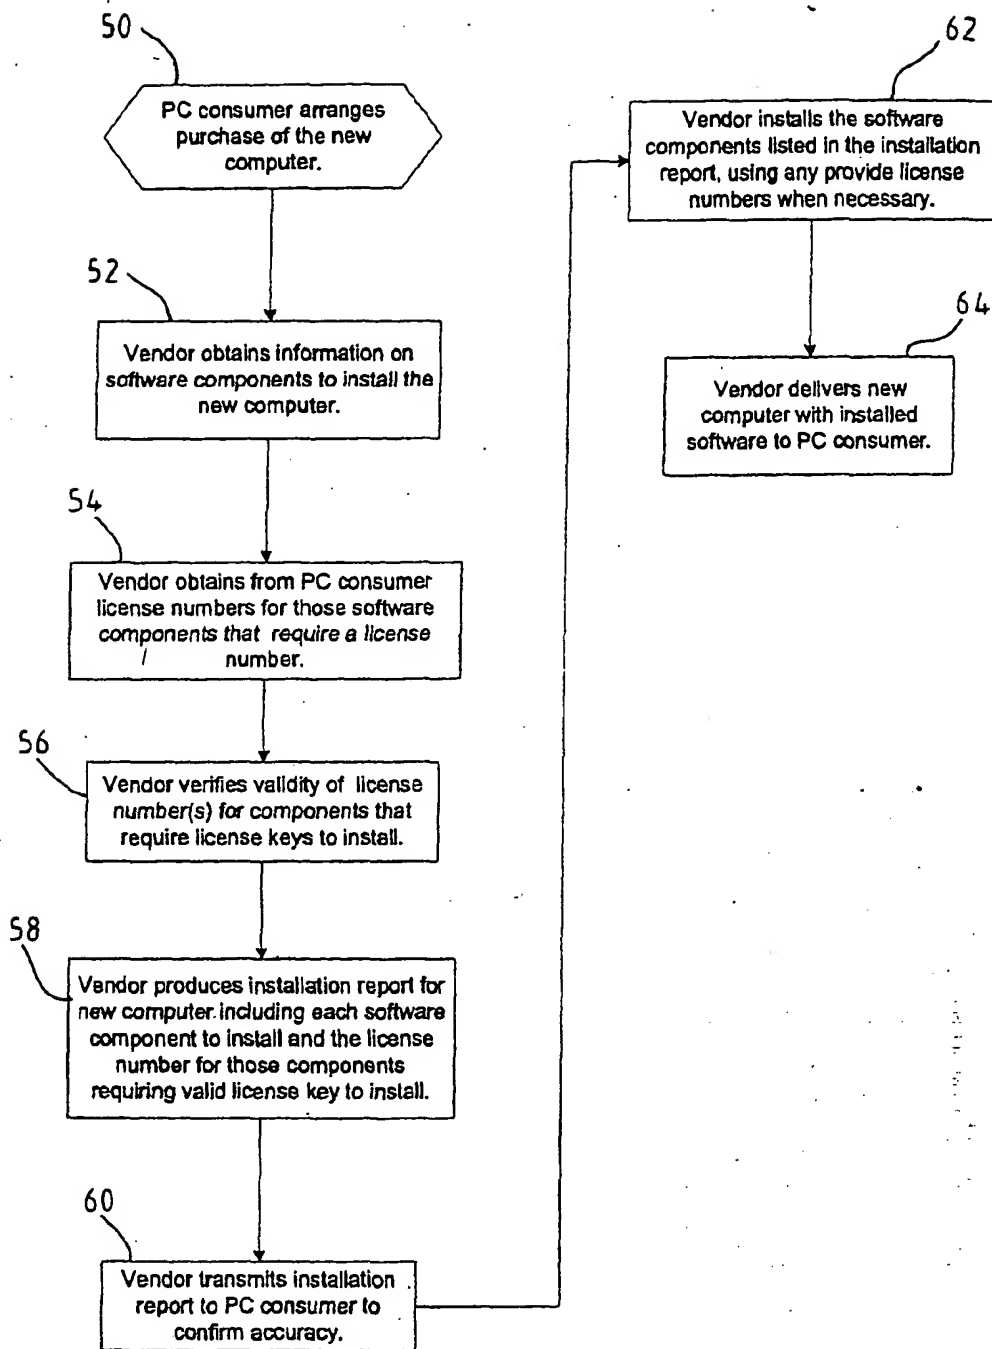 50
PC consumer arranges
purchase of the new
computer.
52
Vendor obtains information on
software components to install the
new computer.
54
Vendor obtains from PC consumer
license numbers for those software
components that require a license
number.
56
Vendor verifies validity of license
number(s) for components that
require license keys to install.
58
Vendor produces installation report for
new computer including each software
component to install and the license
number for those components
requiring valid license key to install.
60
Vendor transmits installation
report to PC consumer to
confirm accuracy.
62
Vendor installs the software
components listed in the installation
report, using any provide license
numbers when necessary.
64
Vendor delivers new
computer with installed
software to PC consumer.